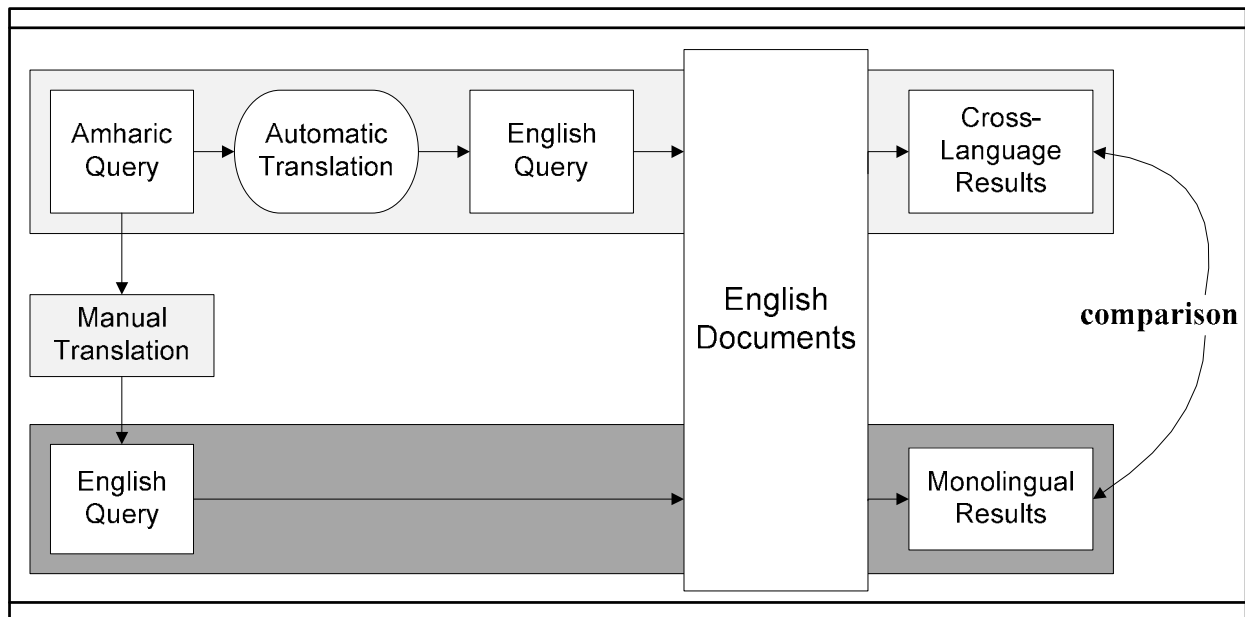 Amharic
Query
Automatic
Translation
English
Query
Cross-
Language
Results
Manual
Translation
English
Documents
comparison
English
Query
Monolingual
Results